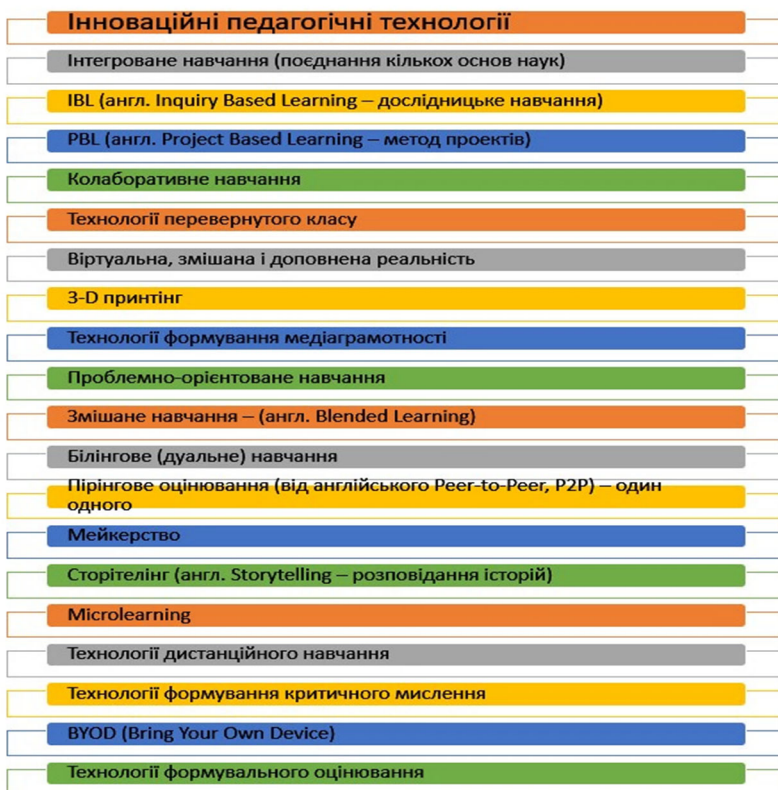 Інноваційні педагогічні технології
Інтегроване навчання (поєднання кількох основ наук)
IBL (англ. Inquiry Based Learning – дослідницьке навчання)
PBL (англ. Project Based Learning – метод проектів)
Колаборативне навчання
Технології перевернутого класу
Віртуальна, змішана і доповнена реальність
3-D принтінг
Технології формування медіаграмотності
Проблемно-орієнтоване навчання
Змішане навчання – (англ. Blended Learning)
Білінгове (дуальне) навчання
Пірінгове оцінювання (від англійського Peer-to-Peer, P2P) – один
одного
Мейкерство
Сторітелінг (англ. Storytelling – розповідання історій)
Microlearning
Технології дистанційного навчання
Технології формування критичного мислення
BYOD (Bring Your Own Device)
Технології формувального оцінювання